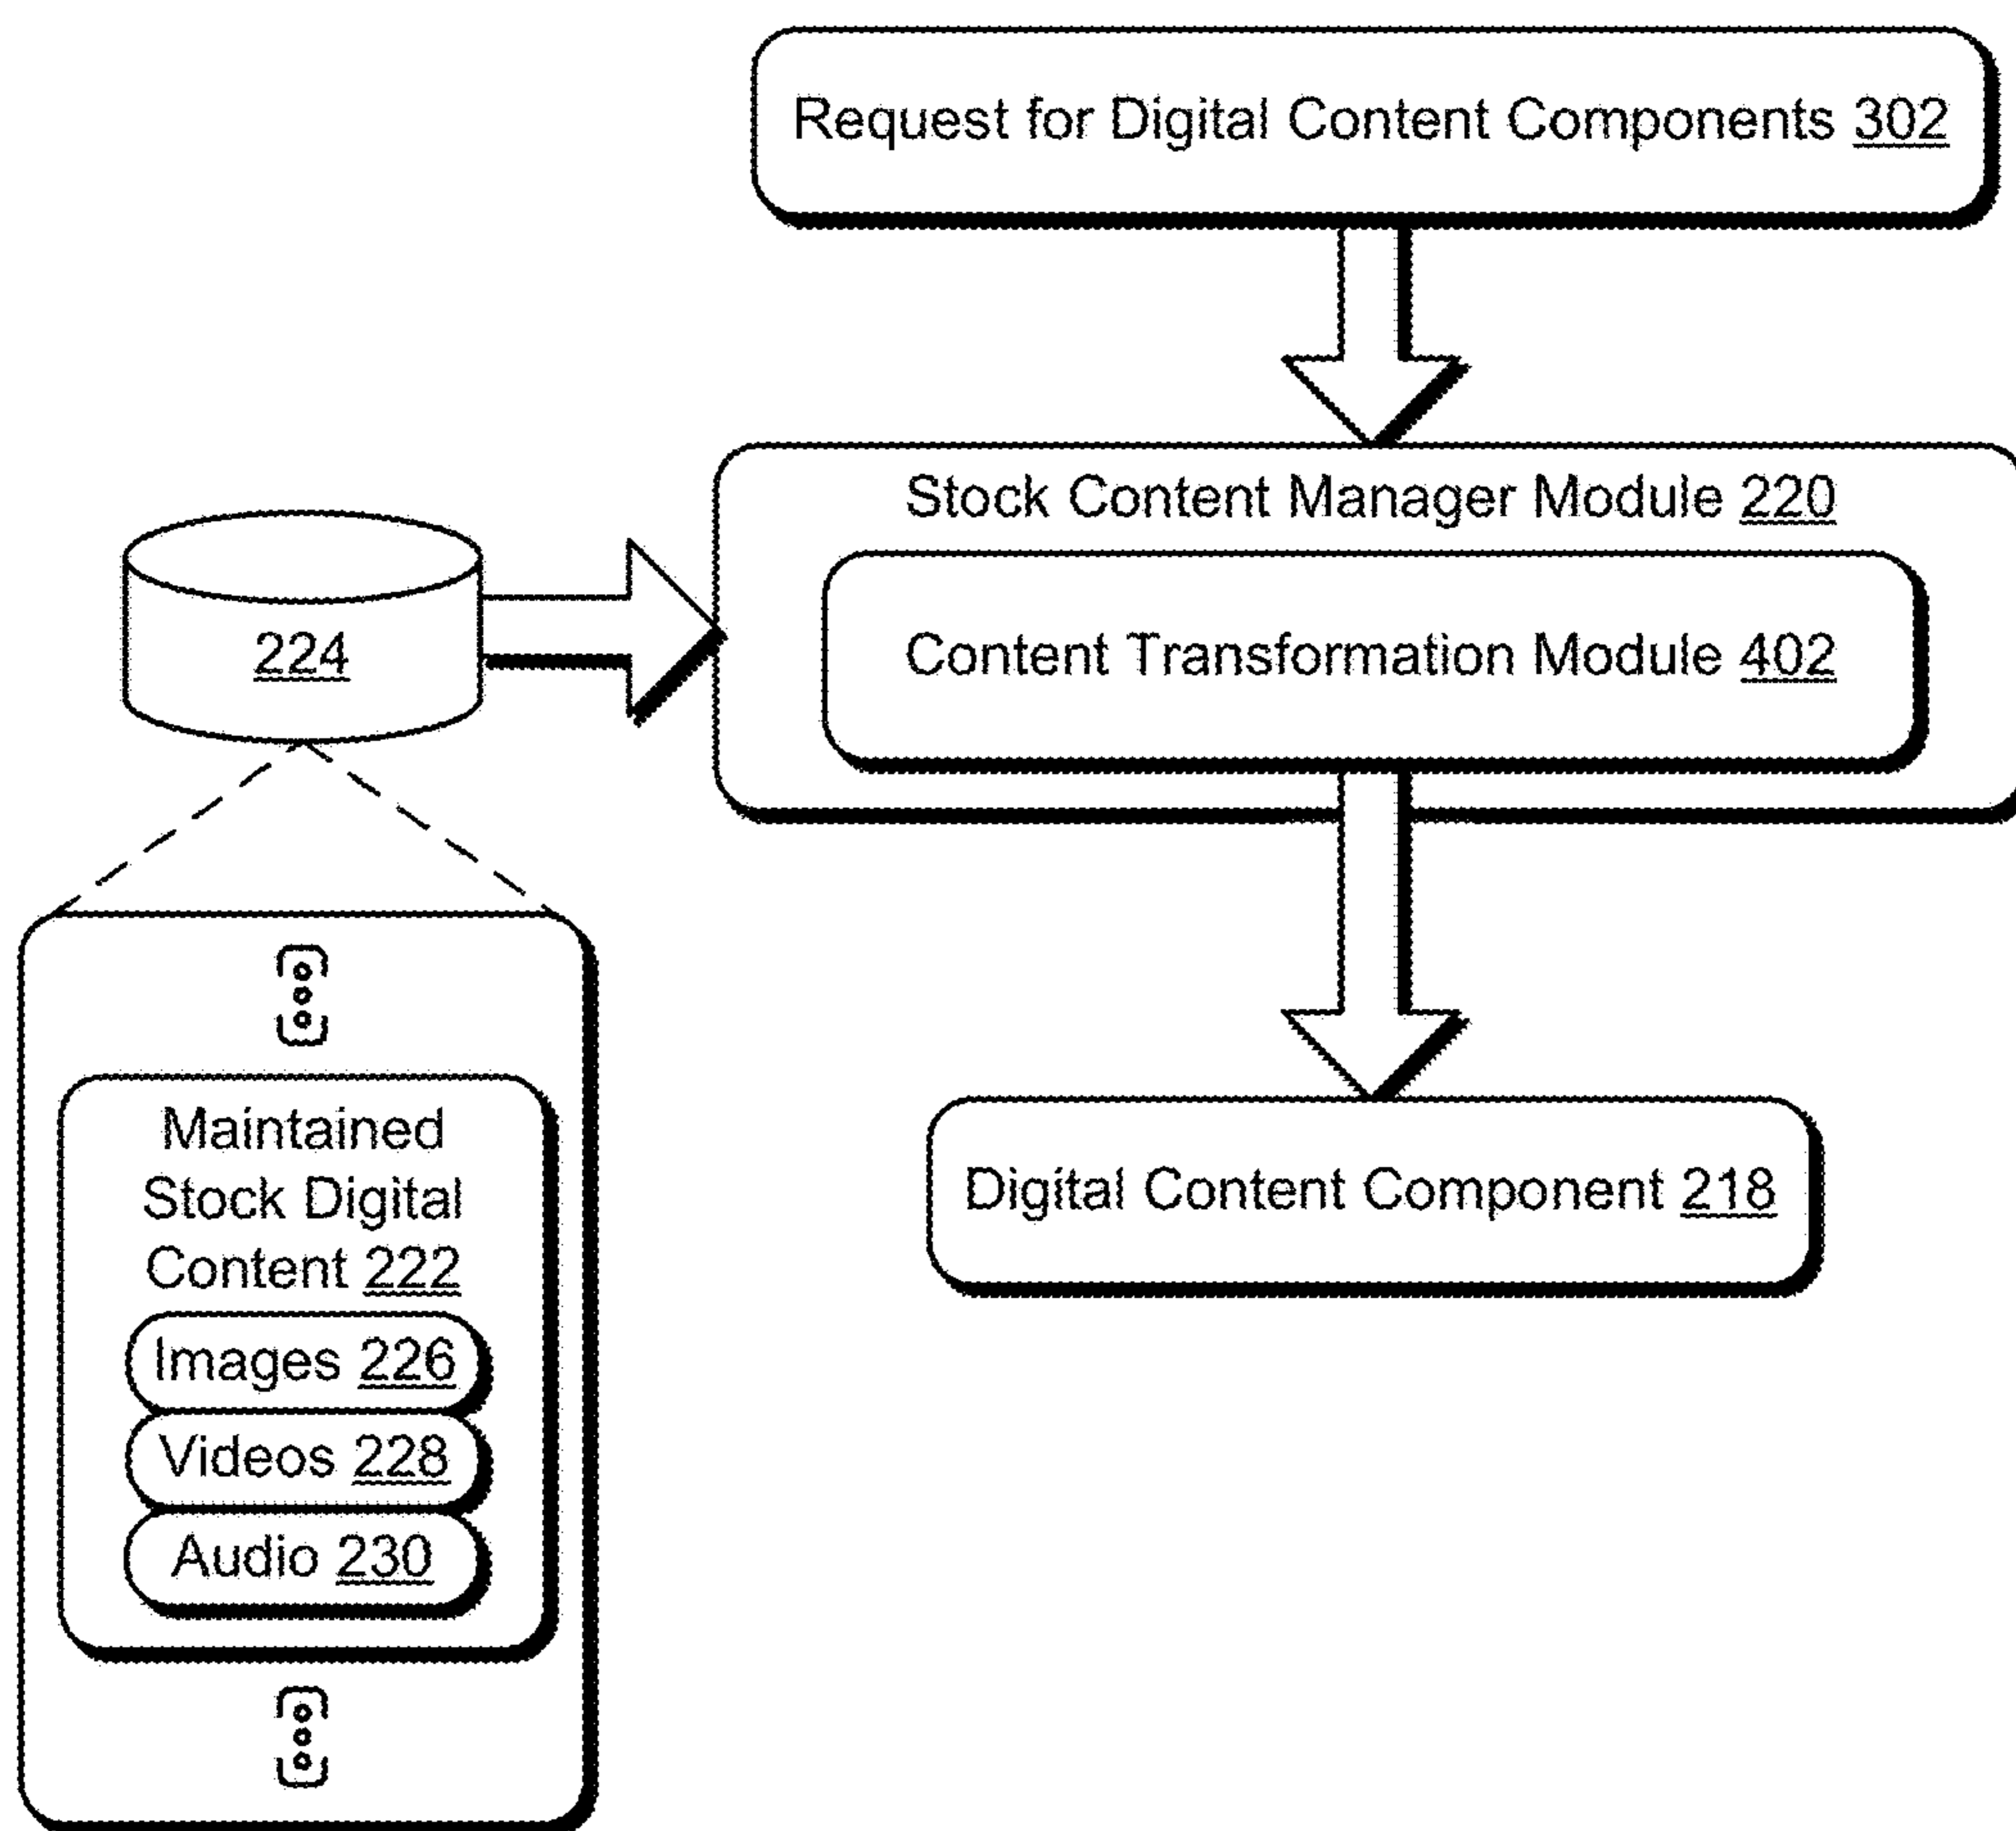 Request for Digital Content Components 302
Stock Content Manager Module 220
Content Transformation Module 402
224
Maintained
Stock Digital
Content 222
Images 226
Videos 228
Audio 230
Digital Content Component 218